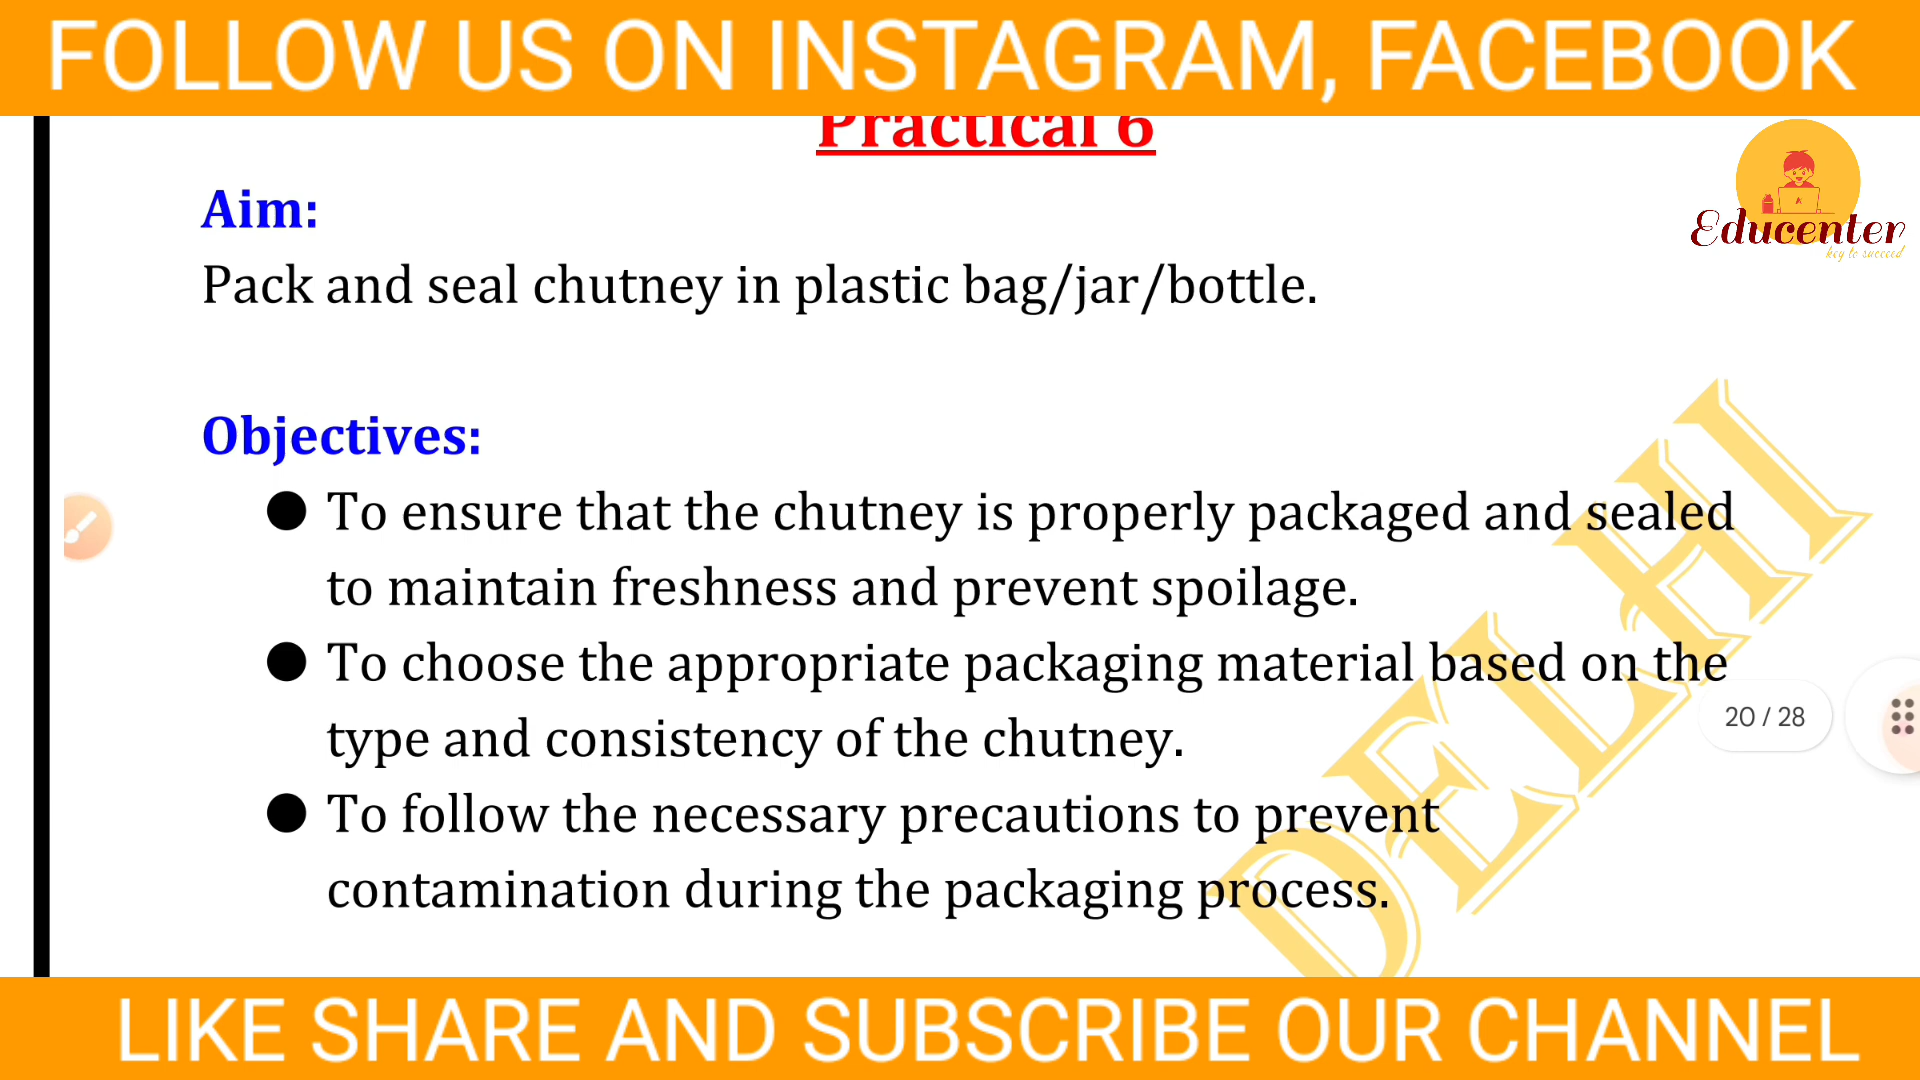 FOLLOW US ON INSTAGRAM, FACEBOOK
Practical 6
Educenter
key to succeed
Aim:
Pack and seal chutney in plastic bag/jar/bottle.
Objectives:
● To ensure that the chutney is properly packaged and sealed
to maintain freshness and prevent spoilage.
● To choose the appropriate packaging material based on the
type and consistency of the chutney.
● To follow the necessary precautions to prevent
contamination during the packaging process.
DELHI
20 / 28
LIKE SHARE AND SUBSCRIBE OUR CHANNEL